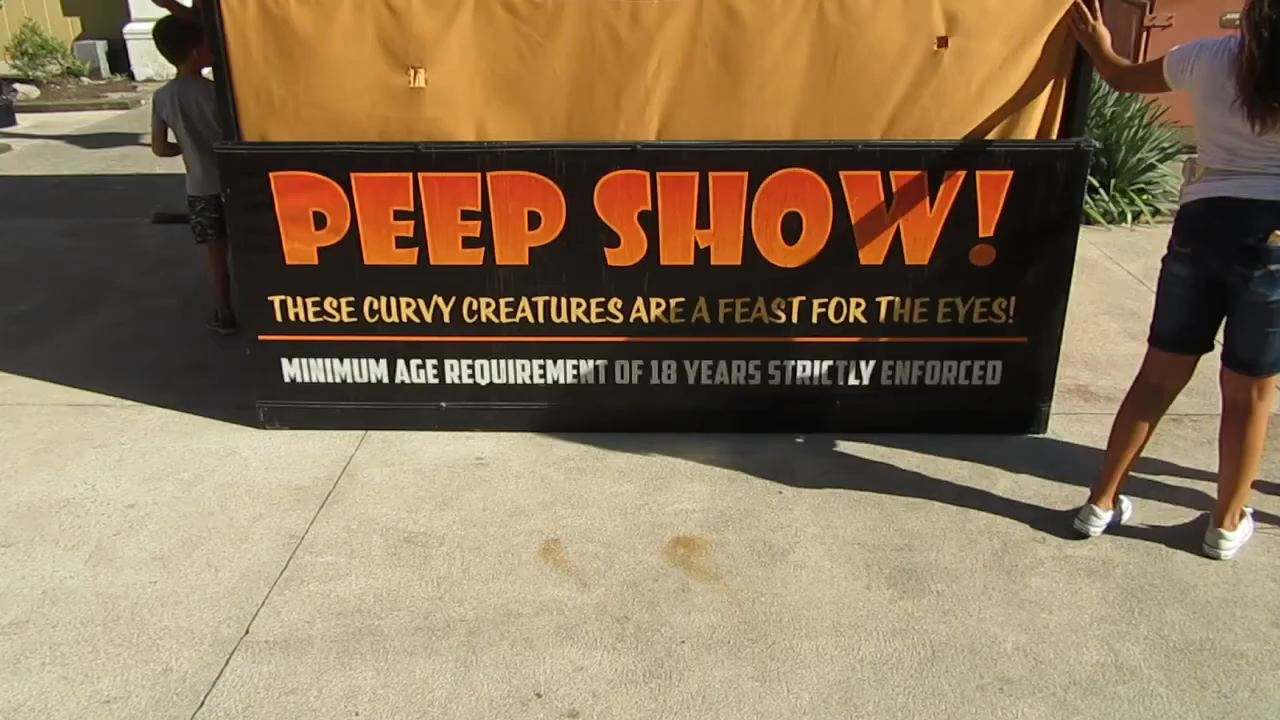 PEEP SHOW!
THESE CURVY CREATURES ARE A FEAST FOR THE EYES!
MINIMUM AGE REQUIREMENT OF 18 YEARS STRICTLY ENFORCED